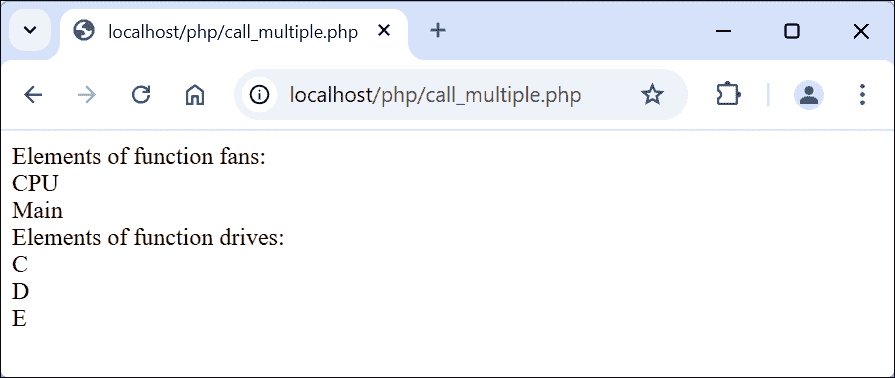 localhost/php/call_multiple.php
localhost/php/call_multiple.php
Elements of function fans:
CPU
Main
Elements of function drives:
C
D
E